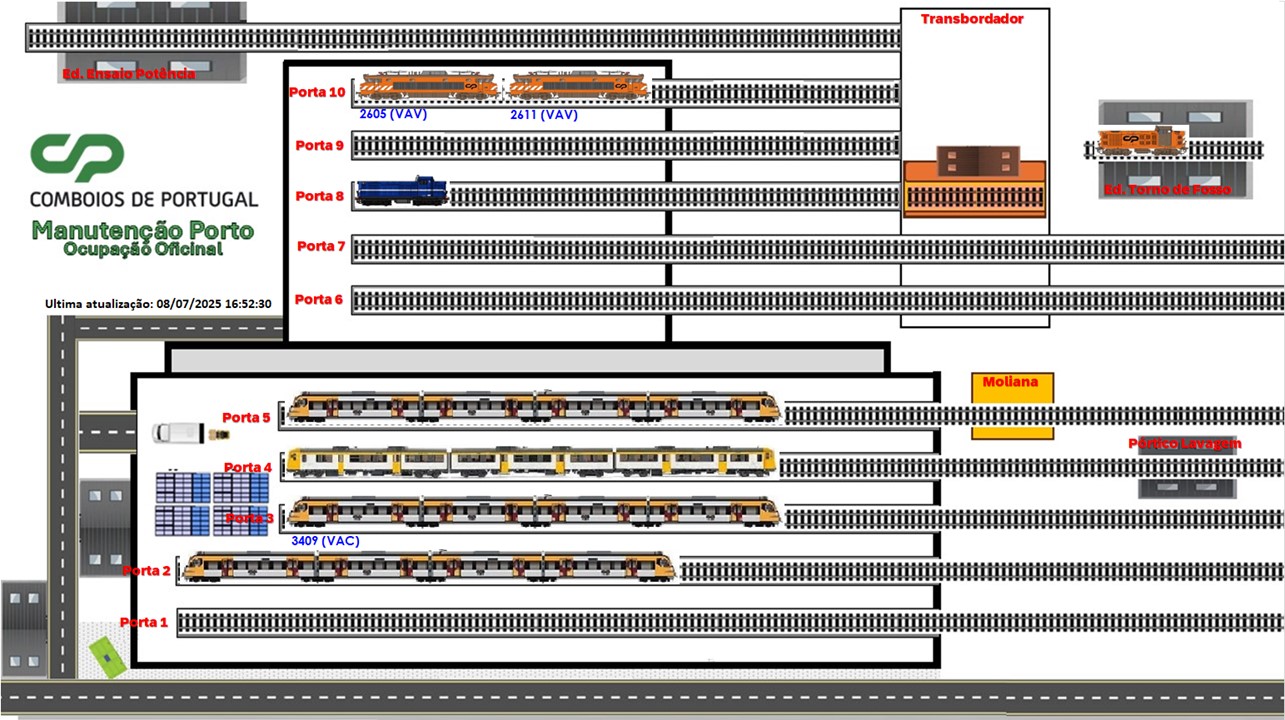 Transbordador
Ed. Ensaio Potência
Porta 10
2605 (VAV)
2611 (VAV)
Porta 9
CP
COMBOIOS DE PORTUGAL
Manutenção Porto
Ocupação Oficinal
Porta 8
Ed. Torno de Fosso
Porta 7
Porta 6
Ultima atualização: 08/07/2025 16:52:30
Moliana
Porta 5
Pórtico Lavagem
Porta 4
Porta 3
3409 (VAC)
Porta 2
Porta 1